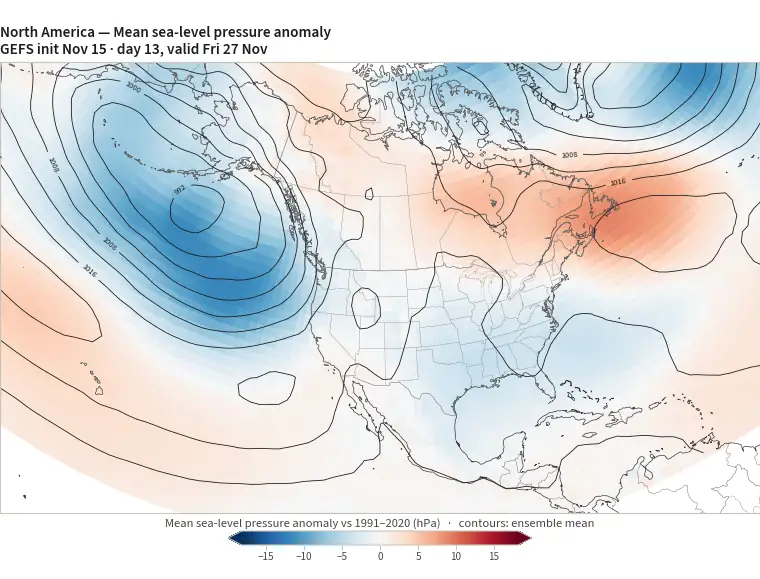 North America — Mean sea-level pressure anomaly
GEFS init Nov 15 · day 13, valid Fri 27 Nov
1000
1008
992
1008
1016
1008
1016
Mean sea-level pressure anomaly vs 1991–2020 (hPa) · contours: ensemble mean
−15 −10 −5 0 5 10 15